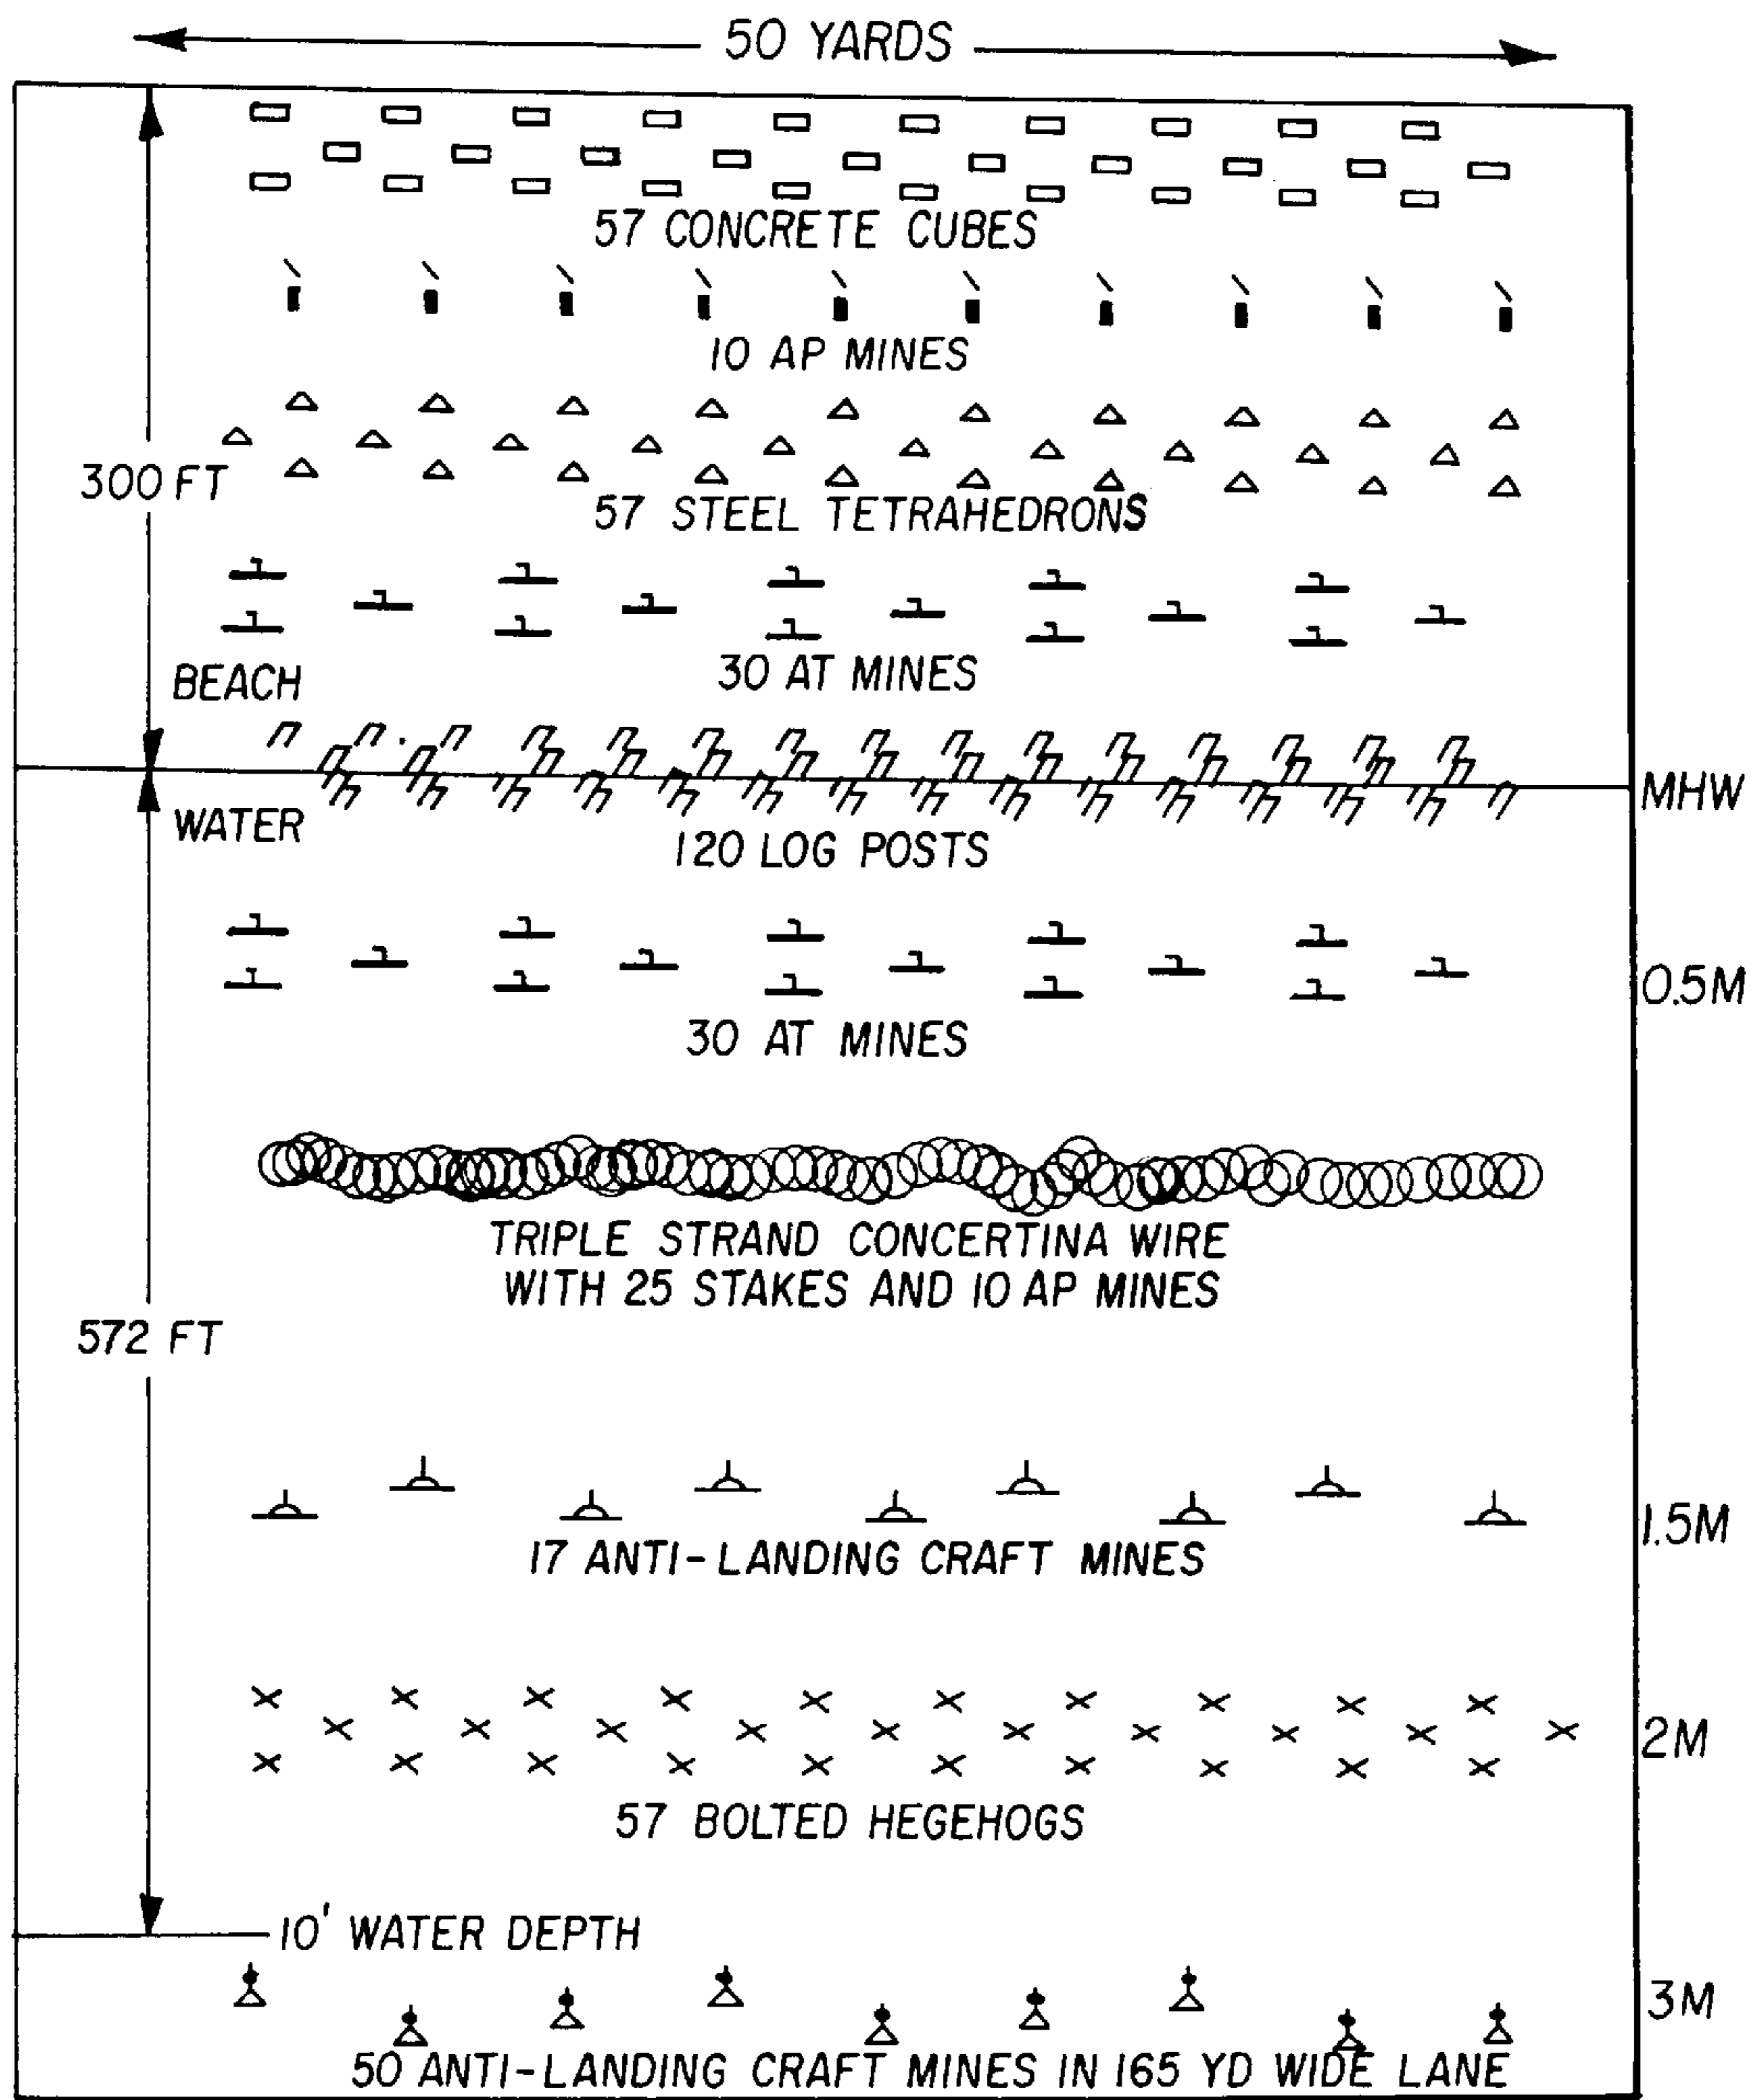 50 YARDS
57 CONCRETE CUBES
10 AP MINES
300 FT
57 STEEL TETRAHEDRONS
30 AT MINES
BEACH
MHW
WATER
120 LOG POSTS
0.5M
30 AT MINES
TRIPLE STRAND CONCERTINA WIRE
WITH 25 STAKES AND 10 AP MINES
572 FT
1.5M
17 ANTI-LANDING CRAFT MINES
2M
57 BOLTED HEGEHOGS
10' WATER DEPTH
3M
50 ANTI-LANDING CRAFT MINES IN 165 YD WIDE LANE